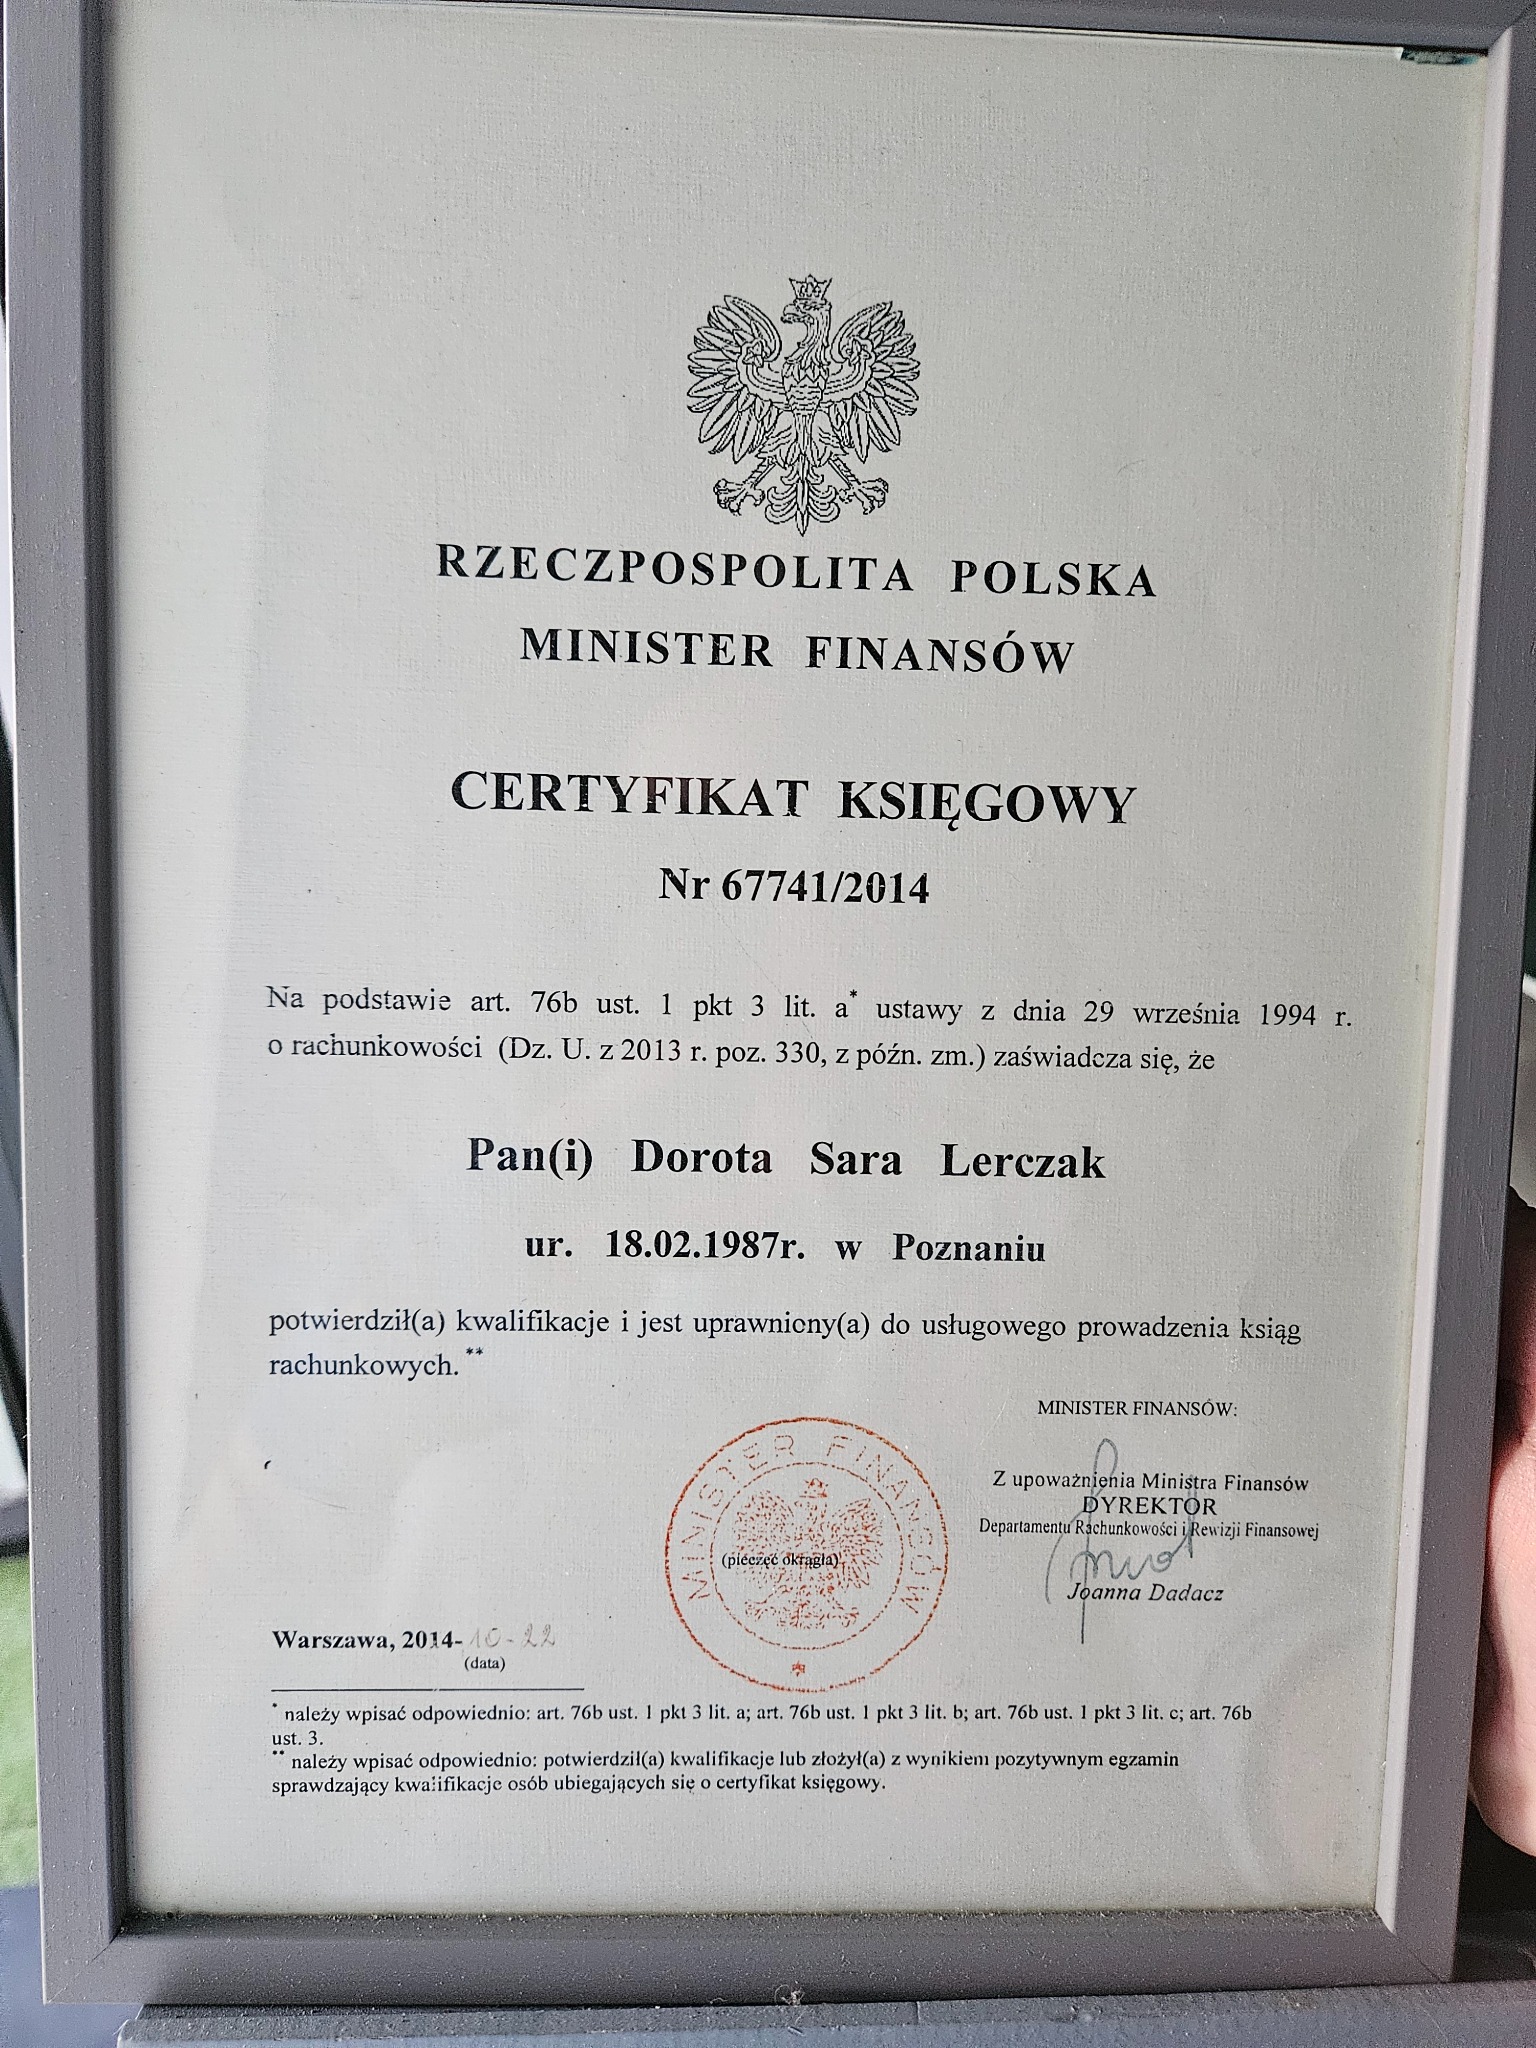 RZECZPOSPOLITA POLSKA
MINISTER FINANSÓW
CERTYFIKAT KSIĘGOWY
Nr 67741/2014
Na podstawie art. 76b ust. 1 pkt 3 lit. a* ustawy z dnia 29 września 1994 r.
o rachunkowości (Dz. U. z 2013 r. poz. 330, z późn. zm.) zaświadcza się, że
Pan(i) Dorota Sara Lerczak
ur. 18.02.1987r. w Poznaniu
potwierdził(a) kwalifikacje i jest uprawniony(a) do usługowego prowadzenia ksiąg
rachunkowych.**
MINISTER FINANSÓW:
MINISTER FINANSÓW
(pieczęć okrągła)
Z upoważnienia Ministra Finansów
DYREKTOR
Departamentu Rachunkowości i Rewizji Finansowej
Joanna Dadacz
Warszawa, 2014-10-22
(data)
* należy wpisać odpowiednio: art. 76b ust. 1 pkt 3 lit. a; art. 76b ust. 1 pkt 3 lit. b; art. 76b ust. 1 pkt 3 lit. c; art. 76b
ust. 3.
** należy wpisać odpowiednio: potwierdził(a) kwalifikacje lub złożył(a) z wynikiem pozytywnym egzamin
sprawdzający kwalifikacje osób ubiegających się o certyfikat księgowy.